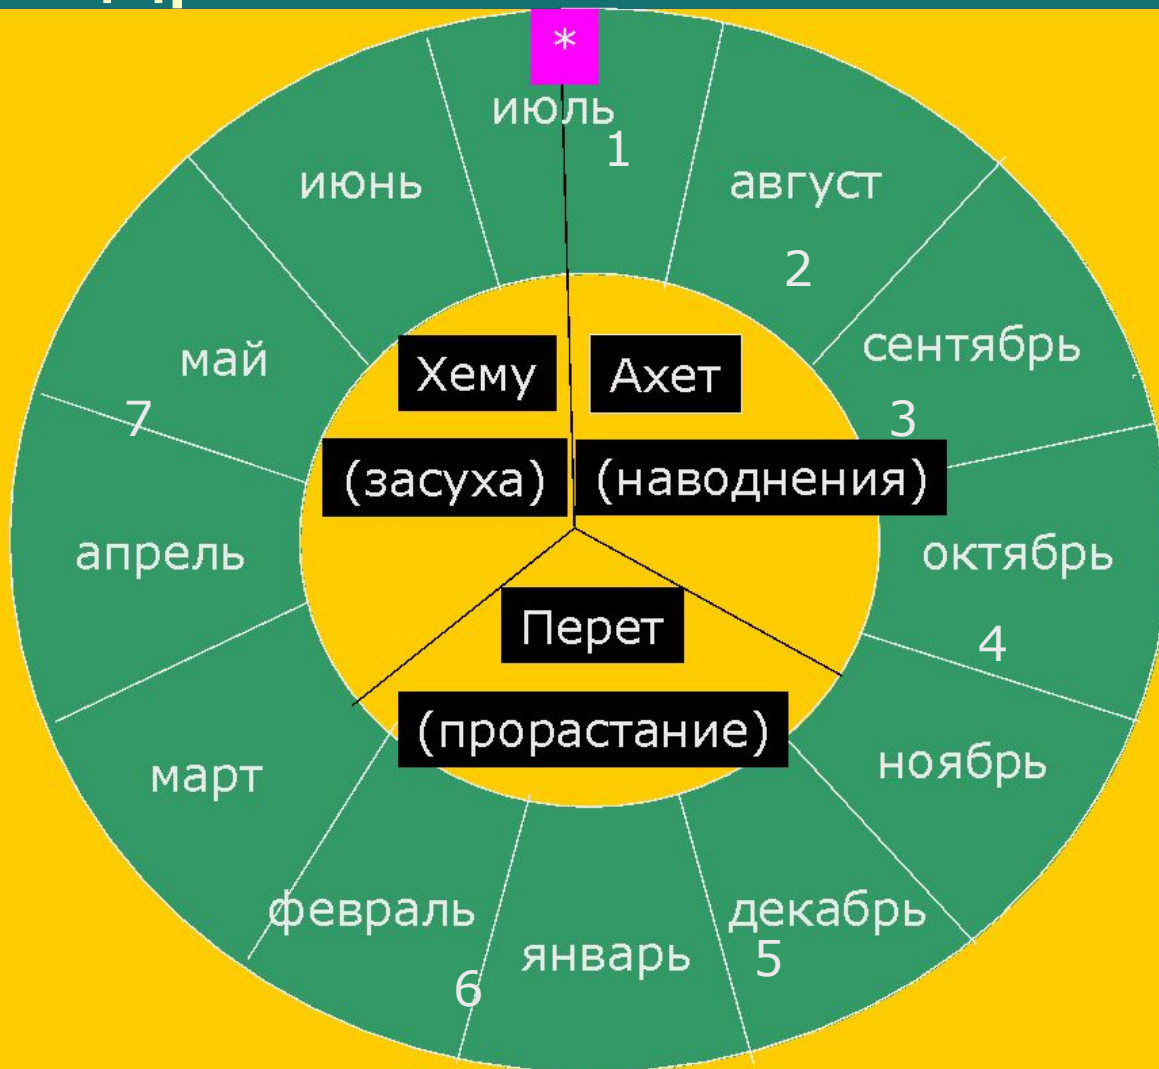 *
июль
1
июнь
август
2
май
сентябрь
7
3
Хему
Ахет
(засуха)
(наводнения)
апрель
октябрь
Перет
4
(прорастание)
март
ноябрь
февраль
декабрь
январь
5
6